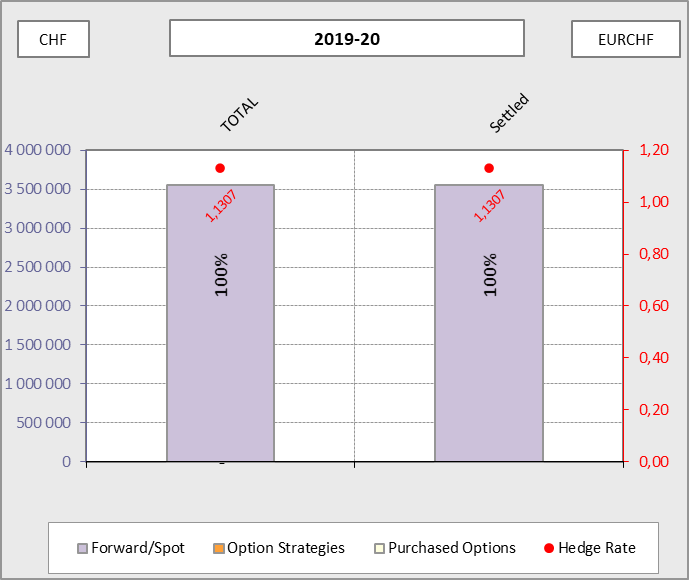 CHF
2019-20
EURCHF
TOTAL
Settled
4 000 000
3 500 000
3 000 000
2 500 000
2 000 000
1 500 000
1 000 000
500 000
0
1,1307
100%
1,1307
100%
1,20
1,00
0,80
0,60
0,40
0,20
0,00
-
Forward/Spot Option Strategies Purchased Options Hedge Rate